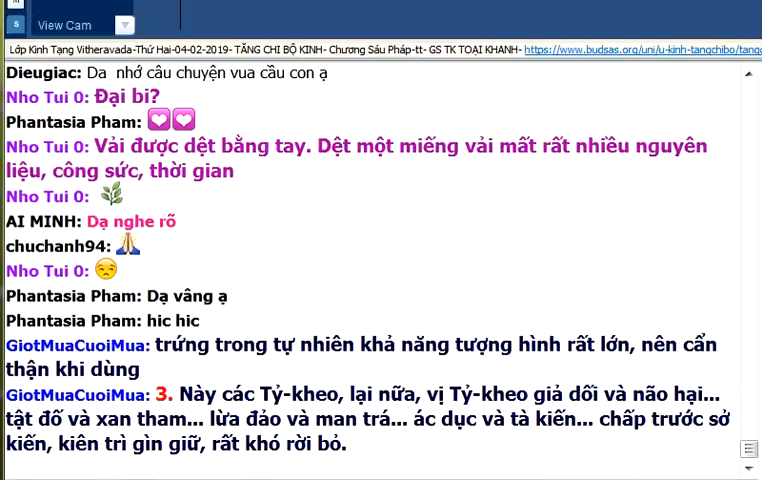 M
s View Cam
Lớp Kinh Tạng Vitheravada-Thứ Hai-04-02-2019- TĂNG CHI BỘ KINH- Chương Sáu Pháp-tt- GS TK TOẠI KHANH- https://www.budsas.org/uni/u-kinh-tangchibo/tang
Dieugiac: Da nhớ câu chuyện vua cầu con ạ
Nho Tui 0: Đại bi?
Phantasia Pham:
Nho Tui 0: Vải được dệt bằng tay. Dệt một miếng vải mất rất nhiều nguyên
liệu, công sức, thời gian
Nho Tui 0:
AI MINH: Dạ nghe rõ
chuchanh94:
Nho Tui 0:
Phantasia Pham: Dạ vâng ạ
Phantasia Pham: hic hic
GiotMuaCuoiMua: trứng trong tự nhiên khả năng tượng hình rất lớn, nên cẩn
thận khi dùng
GiotMuaCuoiMua: 3. Này các Tỷ-kheo, lại nữa, vị Tỷ-kheo giả dối và não hại...
tật đố và xan tham... lừa đảo và man trá... ác dục và tà kiến... chấp trước sở
kiến, kiên trì gìn giữ, rất khó rời bỏ.